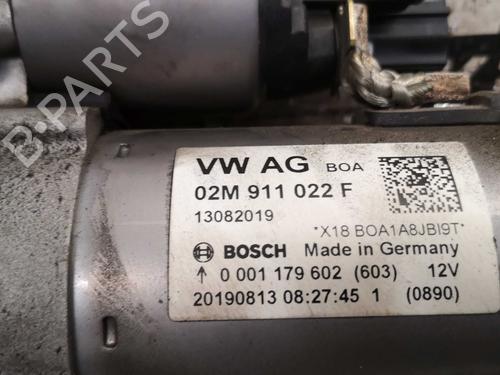 B-PARTS
VW AG BOA
02M 911 022 F
13082019
*X18 BOA1A8JBI9T*
BOSCH Made in Germany
↑ 0 001 179 602 (603) 12V
20190813 08:27:45 1 (0890)